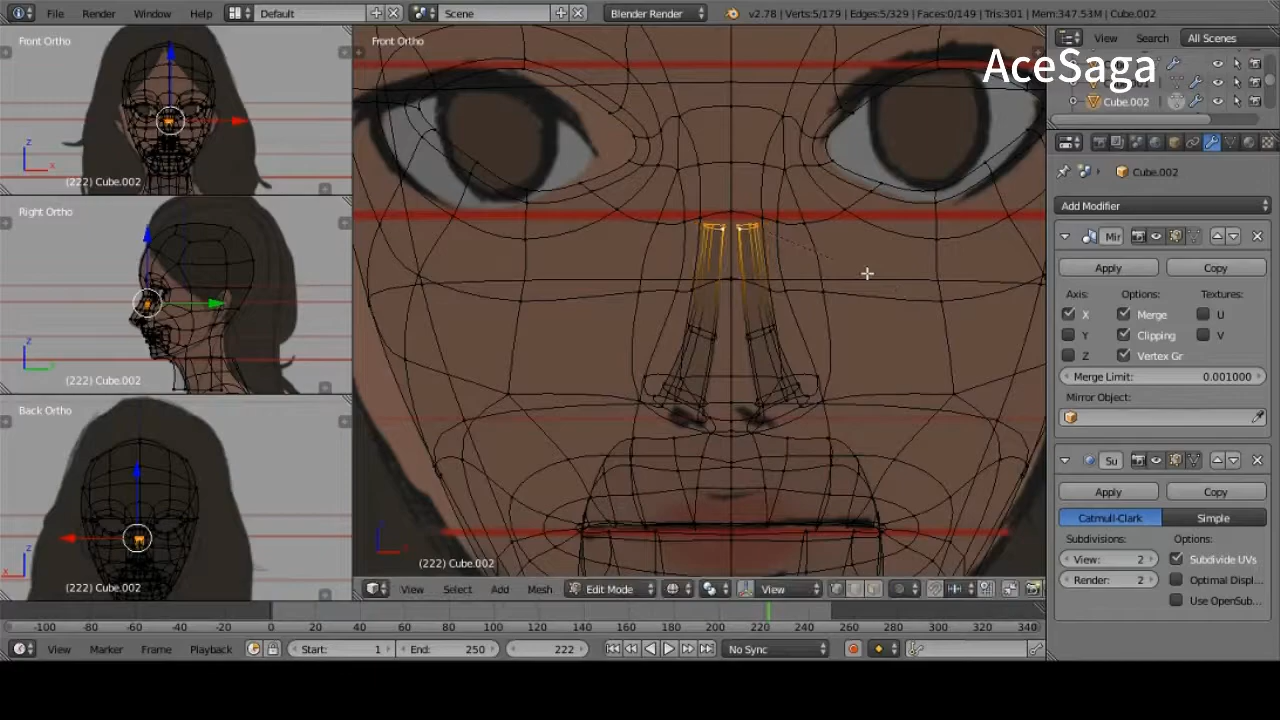 File Render Window Help Default Scene Blender Render v2.78 | Verts:5/179 | Edges:5/329 | Faces:0/149 | Tris:301 | Mem:347.53M | Cube.002
AceSaga
Front Ortho
(222) Cube.002
Right Ortho
(222) Cube.002
Back Ortho
(222) Cube.002
Front Ortho
(222) Cube.002
View Select Add Mesh Edit Mode View
View Search All Scenes
Cube.002
Cube.002
Add Modifier
Mir
Apply Copy
Axis: Options: Textures:
X Merge U
Y Clipping V
Z Vertex Gr
Merge Limit: 0.001000
Mirror Object:
Su
Apply Copy
Catmull-Clark Simple
Subdivisions: Options:
View: 2 Subdivide UVs
Render: 2 Optimal Displ...
Use OpenSub...
-100 -80 -60 -40 -20 0 20 40 60 80 100 120 140 160 180 200 220 240 260 280 300 320 340
View Marker Frame Playback Start: 1 End: 250 222 No Sync